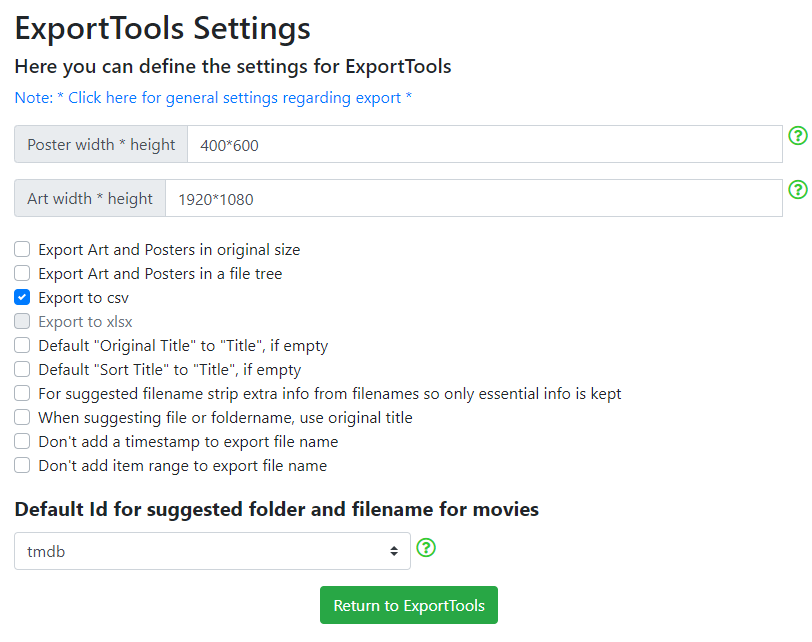 ExportTools Settings
Here you can define the settings for ExportTools
Note: * Click here for general settings regarding export *
Poster width * height 400*600
Art width * height 1920*1080
Export Art and Posters in original size
Export Art and Posters in a file tree
Export to csv
Export to xlsx
Default "Original Title" to "Title", if empty
Default "Sort Title" to "Title", if empty
For suggested filename strip extra info from filenames so only essential info is kept
When suggesting file or foldername, use original title
Don't add a timestamp to export file name
Don't add item range to export file name
Default Id for suggested folder and filename for movies
tmdb
Return to ExportTools